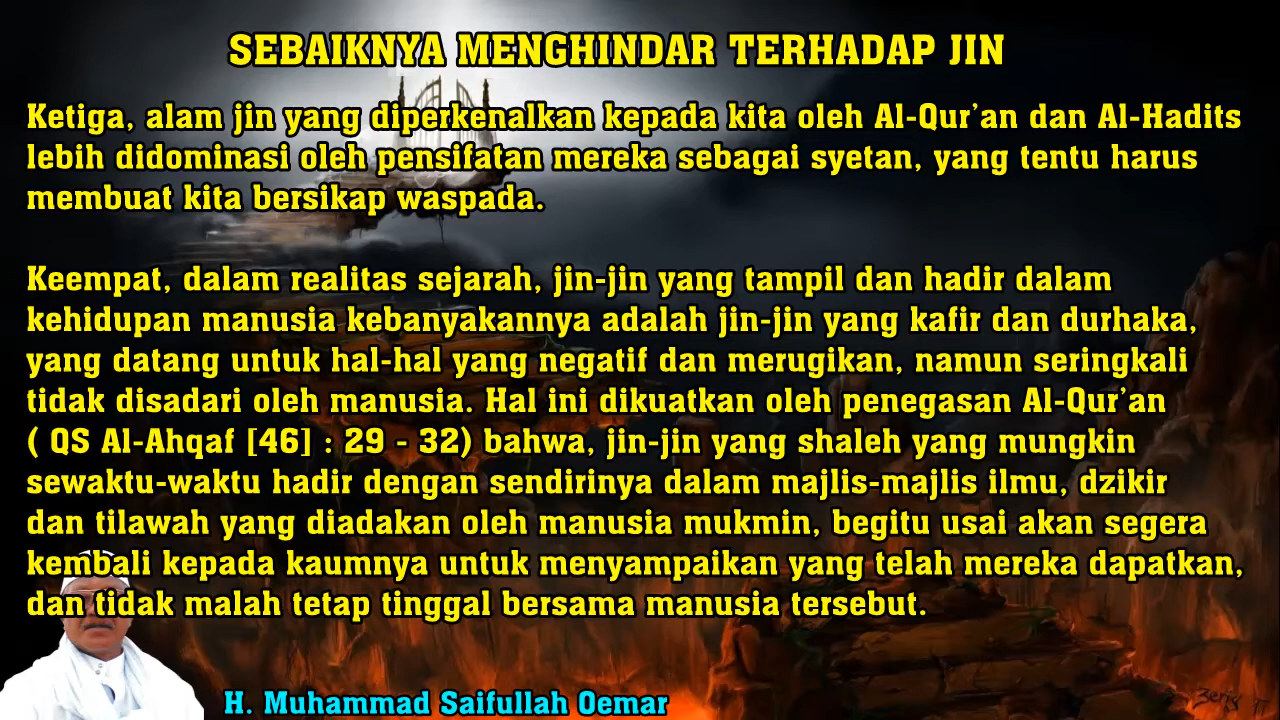 SEBAIKNYA MENGHINDAR TERHADAP JIN
Ketiga, alam jin yang diperkenalkan kepada kita oleh Al-Qur’an dan Al-Hadits
lebih didominasi oleh pensifatan mereka sebagai syetan, yang tentu harus
membuat kita bersikap waspada.
Keempat, dalam realitas sejarah, jin-jin yang tampil dan hadir dalam
kehidupan manusia kebanyakannya adalah jin-jin yang kafir dan durhaka,
yang datang untuk hal-hal yang negatif dan merugikan, namun seringkali
tidak disadari oleh manusia. Hal ini dikuatkan oleh penegasan Al-Qur’an
( QS Al-Ahqaf [46] : 29 - 32) bahwa, jin-jin yang shaleh yang mungkin
sewaktu-waktu hadir dengan sendirinya dalam majlis-majlis ilmu, dzikir
dan tilawah yang diadakan oleh manusia mukmin, begitu usai akan segera
kembali kepada kaumnya untuk menyampaikan yang telah mereka dapatkan,
dan tidak malah tetap tinggal bersama manusia tersebut.
H. Muhammad Saifullah Oemar